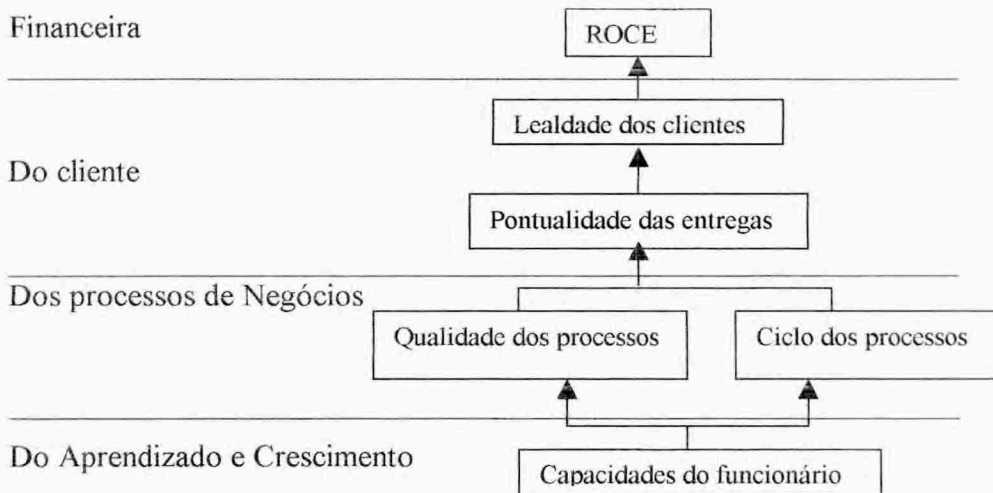 Financeira
ROCE
Lealdade dos clientes
Do cliente
Pontualidade das entregas
Dos processos de Negócios
Qualidade dos processos
Ciclo dos processos
Do Aprendizado e Crescimento
Capacidades do funcionário